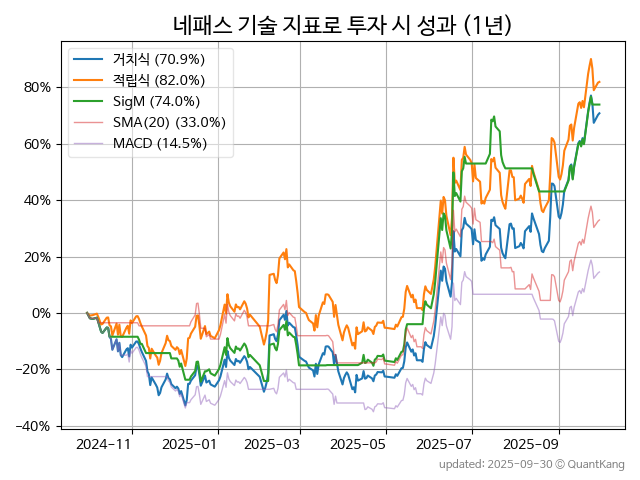 네패스 기술 지표로 투자 시 성과 (1년)
거치식 (70.9%)
적립식 (82.0%)
SigM (74.0%)
SMA(20) (33.0%)
MACD (14.5%)
80%
60%
40%
20%
0%
−20%
−40%
2024-11
2025-01
2025-03
2025-05
2025-07
2025-09
updated: 2025-09-30 © QuantKang